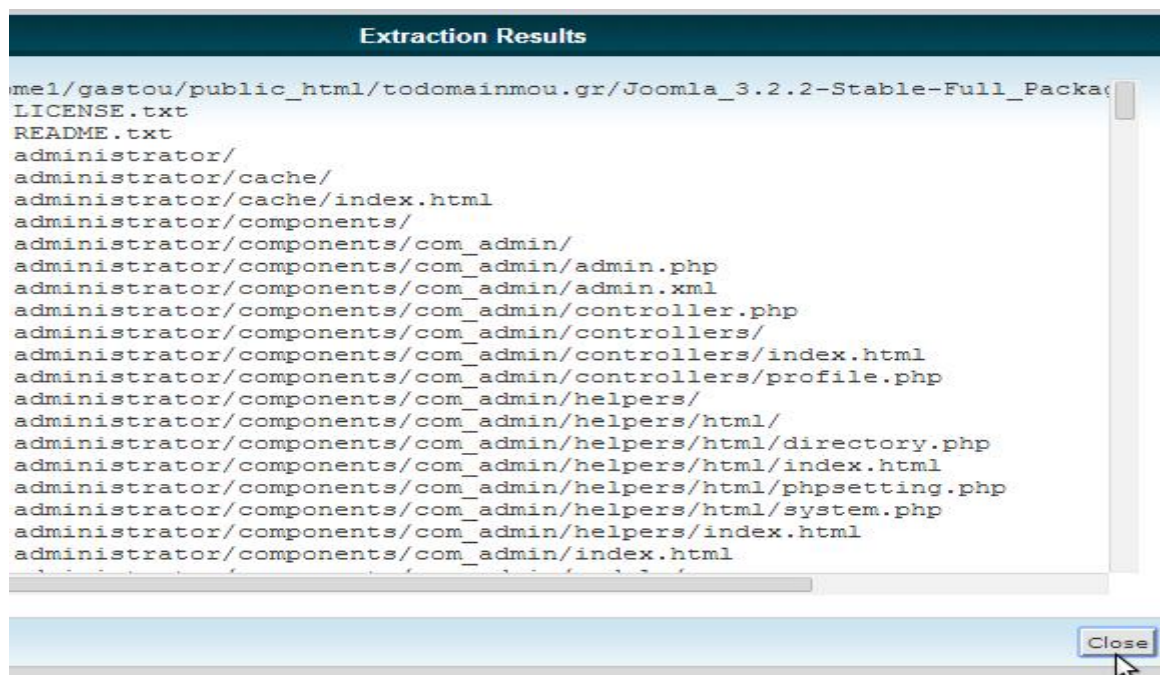 Extraction Results
me1/gastou/public_html/todomainmou.gr/Joomla_3.2.2-Stable-Full_Packag
LICENSE.txt
README.txt
administrator/
administrator/cache/
administrator/cache/index.html
administrator/components/
administrator/components/com_admin/
administrator/components/com_admin/admin.php
administrator/components/com_admin/admin.xml
administrator/components/com_admin/controller.php
administrator/components/com_admin/controllers/
administrator/components/com_admin/controllers/index.html
administrator/components/com_admin/controllers/profile.php
administrator/components/com_admin/helpers/
administrator/components/com_admin/helpers/html/
administrator/components/com_admin/helpers/html/directory.php
administrator/components/com_admin/helpers/html/index.html
administrator/components/com_admin/helpers/html/phpsetting.php
administrator/components/com_admin/helpers/html/system.php
administrator/components/com_admin/helpers/index.html
administrator/components/com_admin/index.html
Close